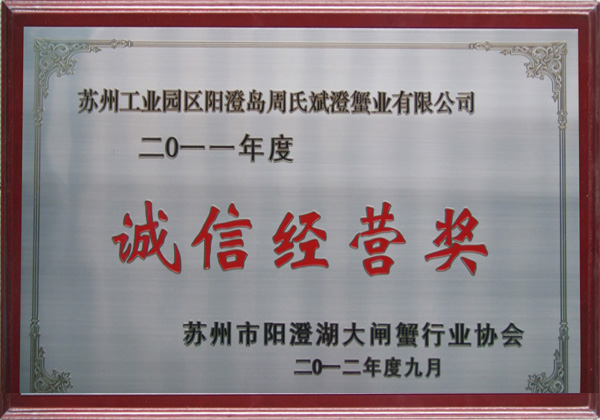 苏州工业园区阳澄岛周氏斌澄蟹业有限公司
二0一一年度
诚信经营奖
苏州市阳澄湖大闸蟹行业协会
二0一二年度九月